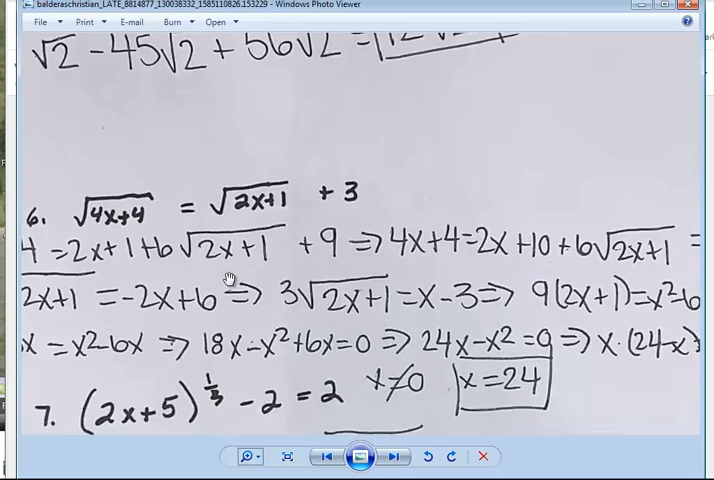 balderaschristian_LATE_8814877_130038332_1585110826.153229 - Windows Photo Viewer
File Print E-mail Burn Open
√2 - 45√2 + 56√2 =
6. √4x+4 = √2x+1 + 3
4 = 2x+1+6√2x+1 + 9 => 4x+4=2x+10+6√2x+1 =
2x+1 = -2x+6 => 3√2x+1 = x-3 => 9(2x+1)=x²-6
x = x²-6x => 18x-x²+6x=0 => 24x-x²=0 => x·(24-x)
7. (2x+5)^⅓ - 2 = 2 x≠0 x=24